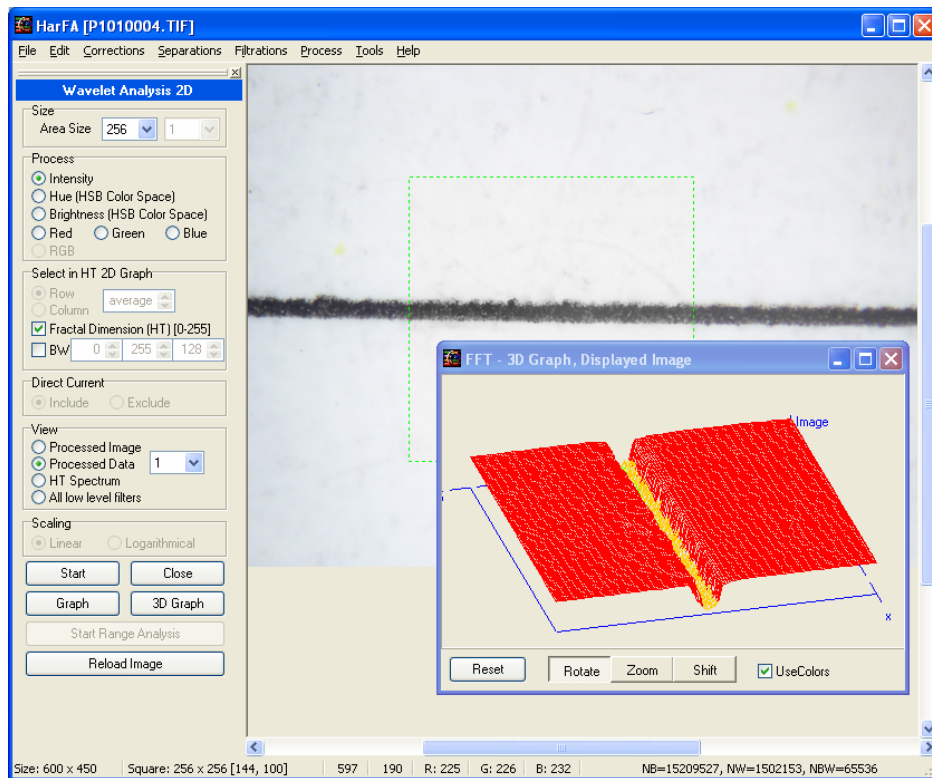 HarFA [P1010004.TIF]
File Edit Corrections Separations Filtrations Process Tools Help
Wavelet Analysis 2D
Size
Area Size 256 1
Process
Intensity
Hue (HSB Color Space)
Brightness (HSB Color Space)
Red Green Blue
RGB
Select in HT 2D Graph
Row
Column average
Fractal Dimension (HT) [0-255]
BW 0 255 128
Direct Current
Include Exclude
View
Processed Image
Processed Data 1
HT Spectrum
All low level filters
Scaling
Linear Logarithmical
Start Close
Graph 3D Graph
Start Range Analysis
Reload Image
FFT - 3D Graph, Displayed Image
Image
x
Reset Rotate Zoom Shift UseColors
Size: 600 x 450 Square: 256 x 256 [144, 100] 597 190 R: 225 G: 226 B: 232 NB=15209527, NW=1502153, NBW=65536